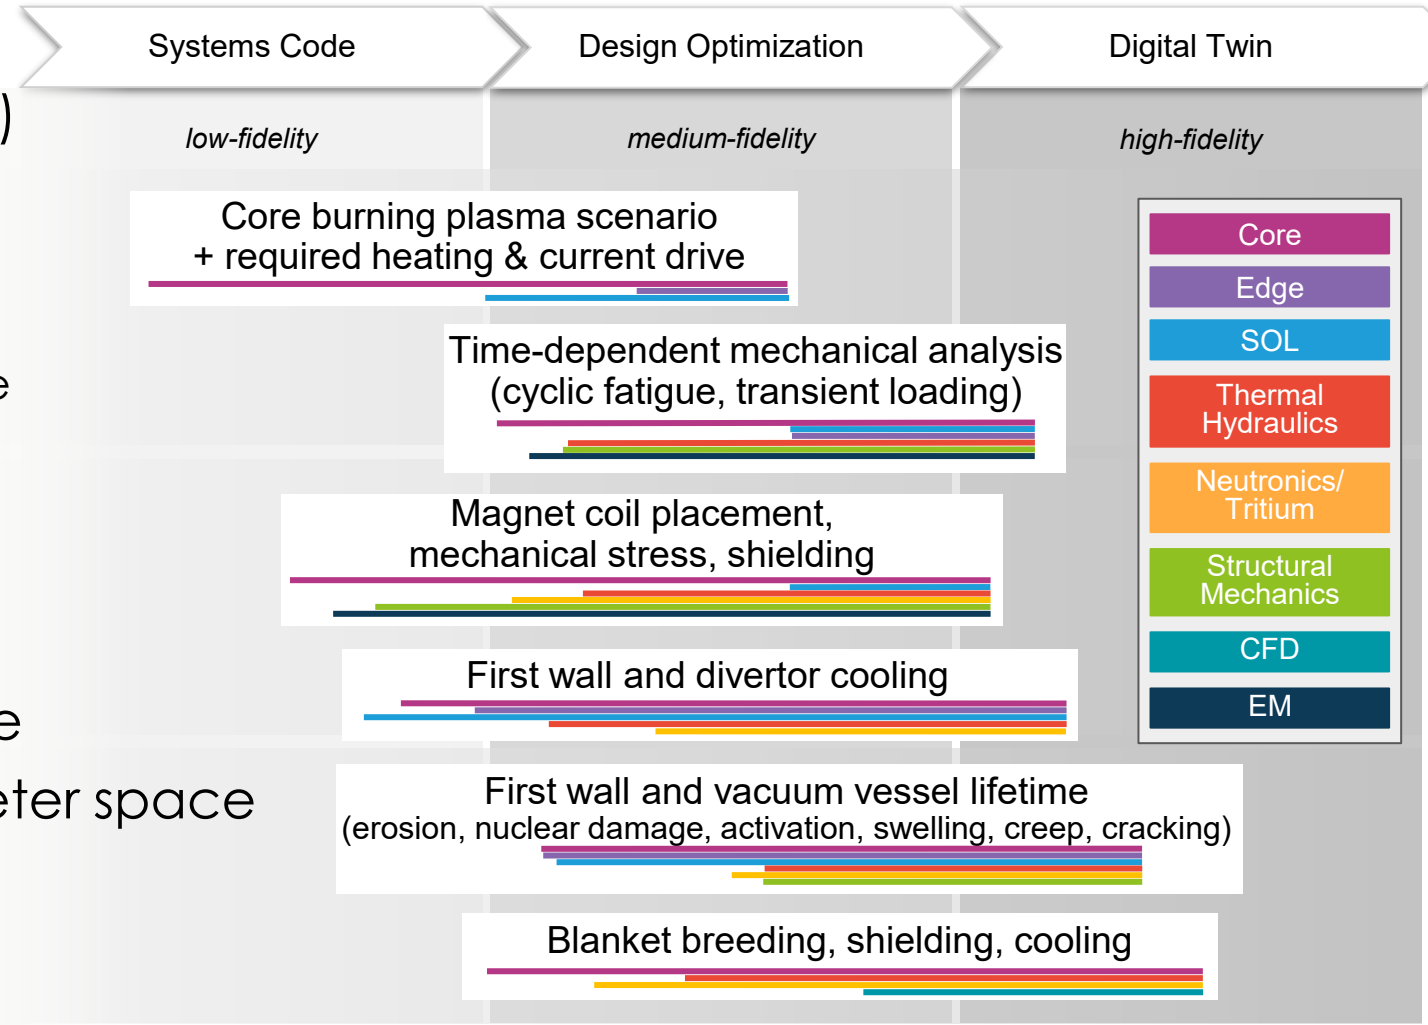 Systems Code
Design Optimization
Digital Twin
)
low-fidelity
medium-fidelity
high-fidelity
Core burning plasma scenario
+ required heating & current drive
Time-dependent mechanical analysis
(cyclic fatigue, transient loading)
e
Magnet coil placement,
mechanical stress, shielding
First wall and divertor cooling
e
eter space
First wall and vacuum vessel lifetime
(erosion, nuclear damage, activation, swelling, creep, cracking)
Blanket breeding, shielding, cooling
Core
Edge
SOL
Thermal
Hydraulics
Neutronics/
Tritium
Structural
Mechanics
CFD
EM